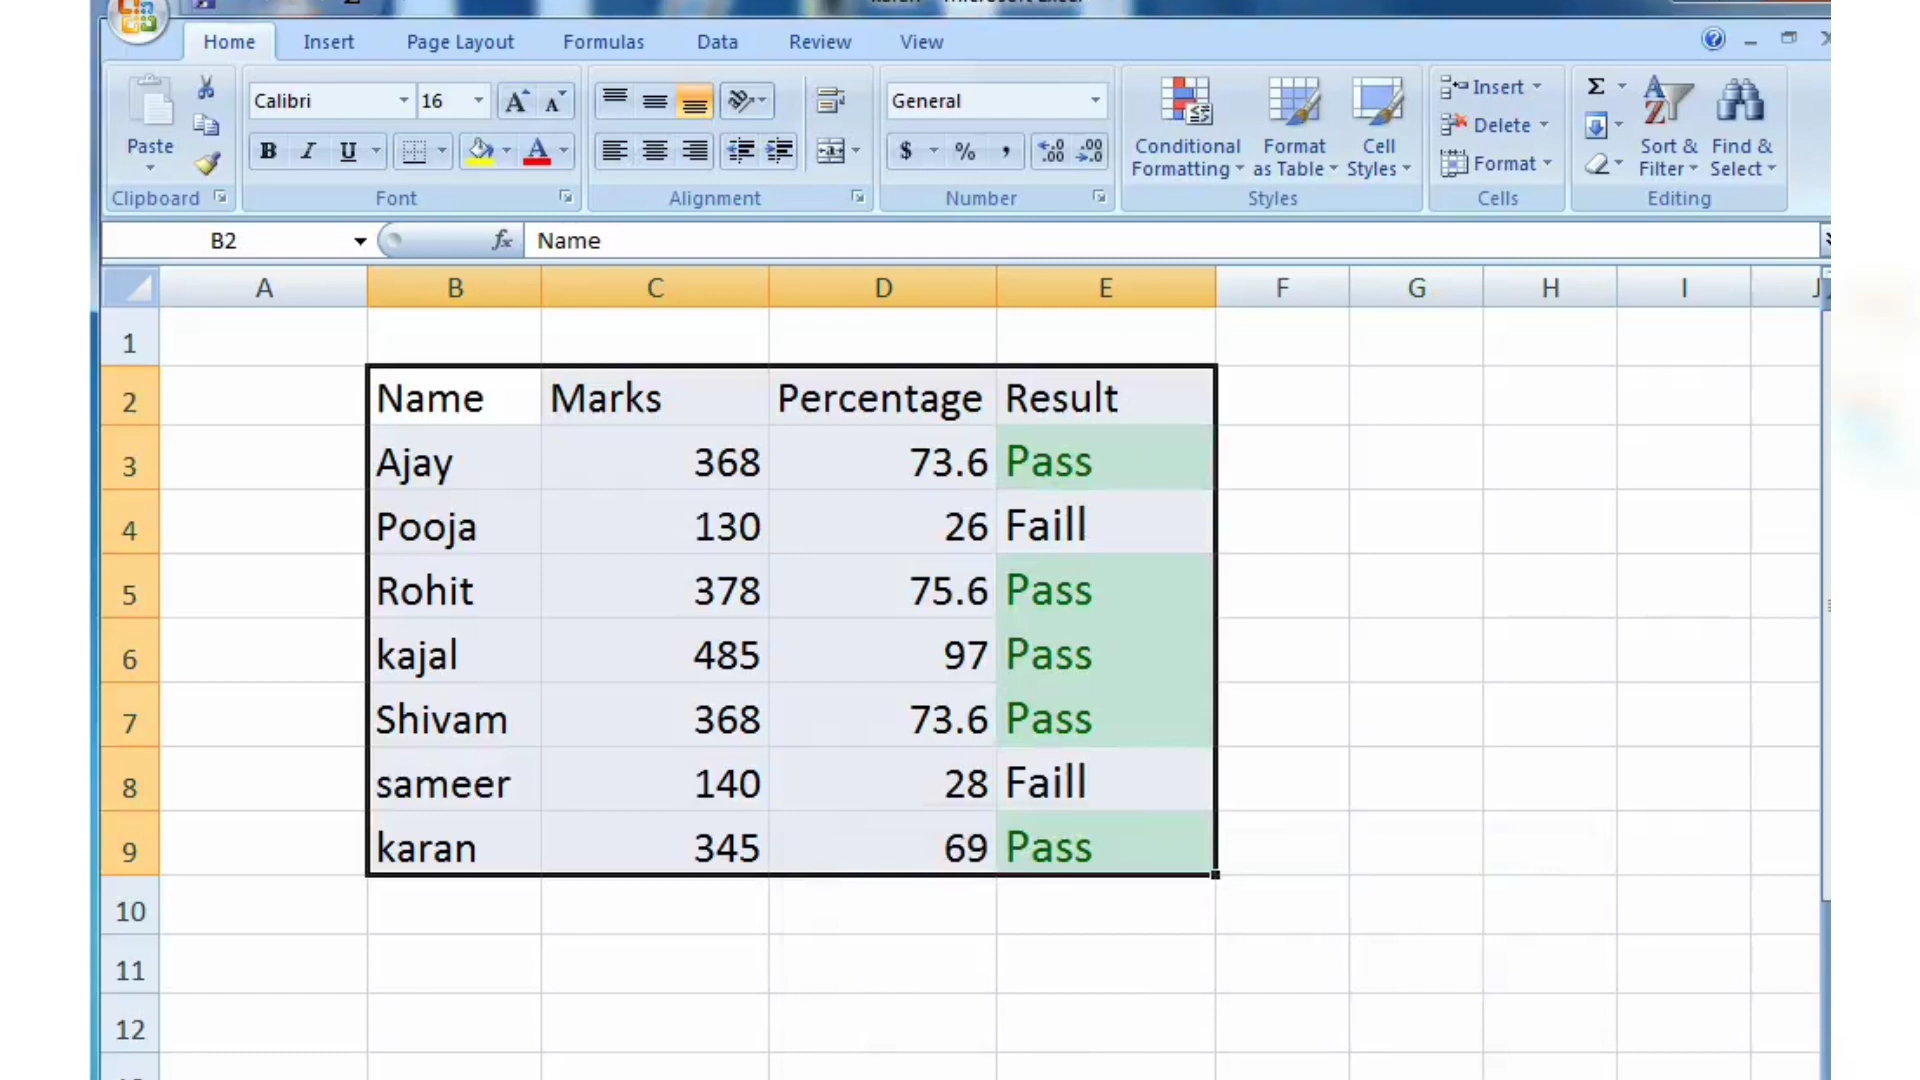 Home Insert Page Layout Formulas Data Review View
Calibri 16 General Insert
Paste B I U A $ % , Conditional Formatting Format as Table Cell Styles Delete Σ Sort & Filter Find & Select
Format
Clipboard Font Alignment Number Styles Cells Editing
B2 fx Name
A B C D E F G H I J
1
2 Name Marks Percentage Result
3 Ajay 368 73.6 Pass
4 Pooja 130 26 Faill
5 Rohit 378 75.6 Pass
6 kajal 485 97 Pass
7 Shivam 368 73.6 Pass
8 sameer 140 28 Faill
9 karan 345 69 Pass
10
11
12